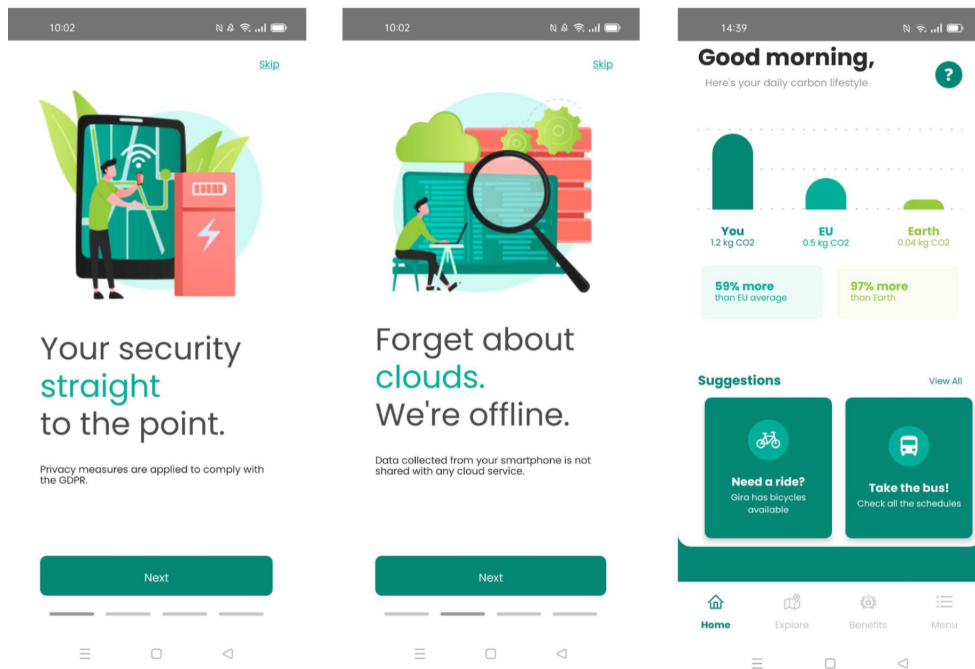 10:02
Skip
Your security
straight
to the point.
Privacy measures are applied to comply with
the GDPR.
Next
10:02
Skip
Forget about
clouds.
We're offline.
Data collected from your smartphone is not
shared with any cloud service.
Next
14:39
Good morning,
?
Here's your daily carbon lifestyle
You
1.2 kg CO2
EU
0.5 kg CO2
Earth
0.04 kg CO2
59% more
than EU average
97% more
than Earth
Suggestions
View All
Need a ride?
Gira has bicycles
available
Take the bus!
Check all the schedules
Home
Explore
Benefits
Menu